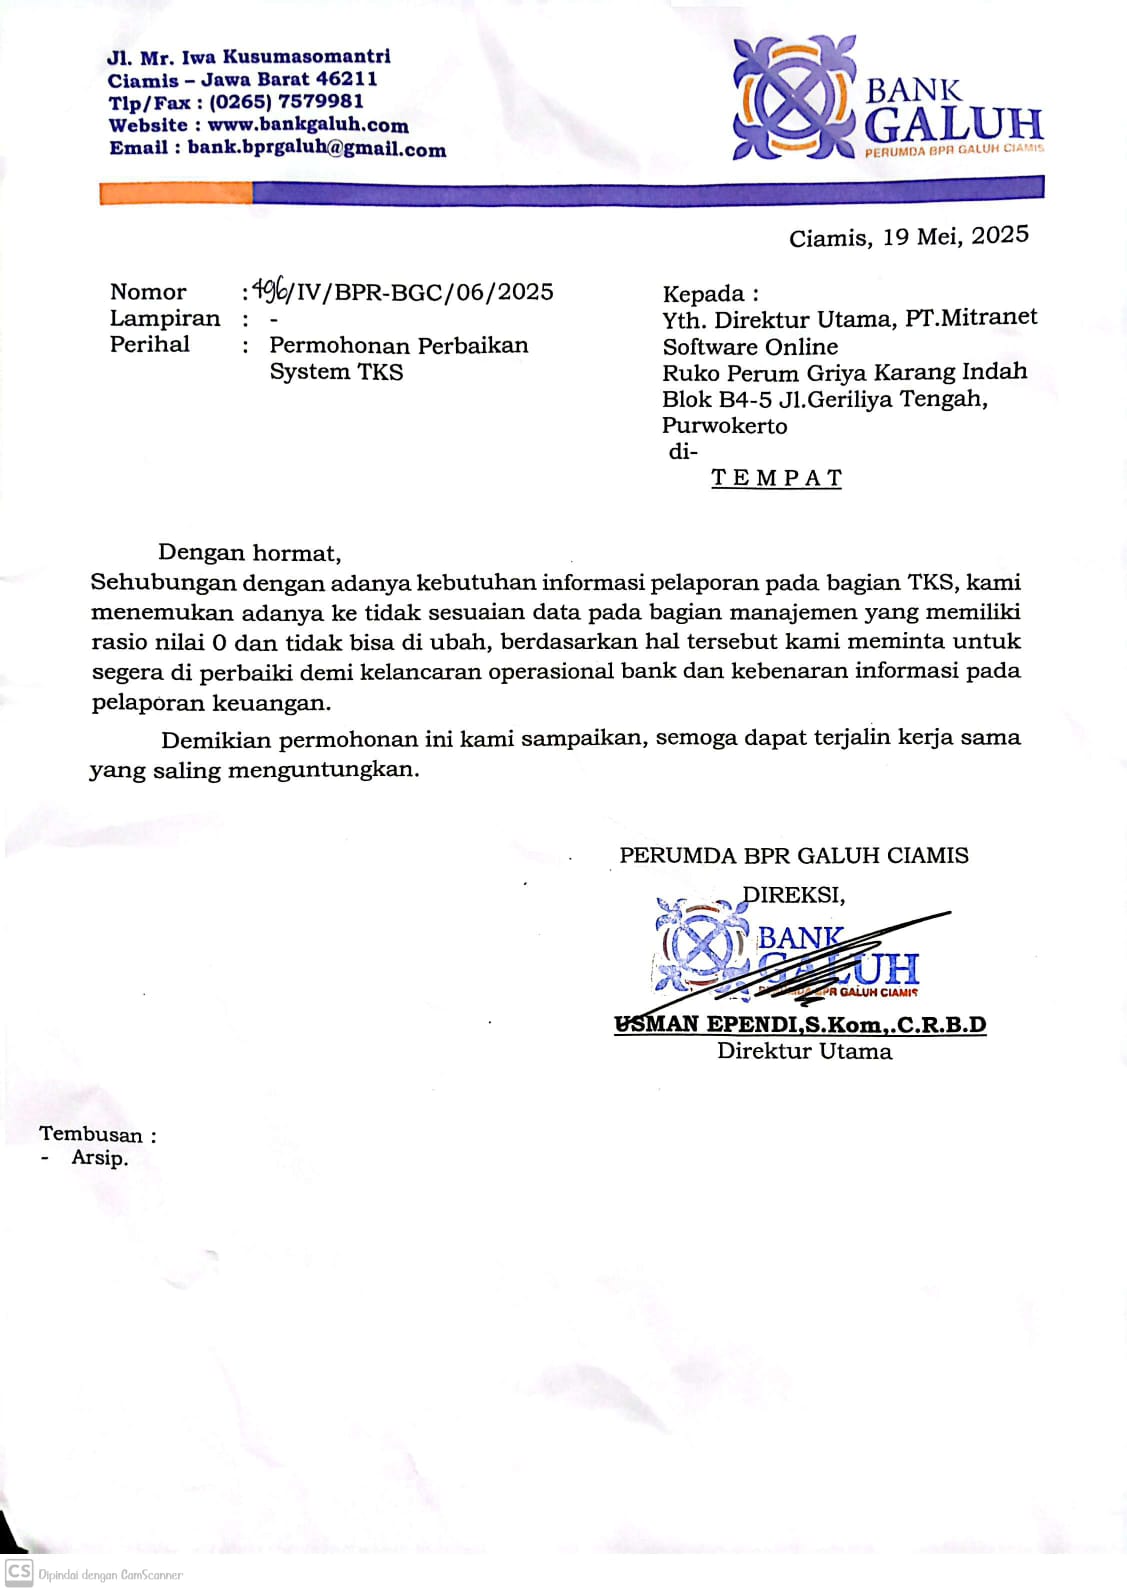 Jl. Mr. Iwa Kusumasomantri
Ciamis – Jawa Barat 46211
Tlp/Fax : (0265) 7579981
Website : www.bankgaluh.com
Email : bank.bprgaluh@gmail.com
BANK
GALUH
PERUMDA BPR GALUH CIAMIS
Ciamis, 19 Mei, 2025
Nomor : 496/IV/BPR-BGC/06/2025
Lampiran : -
Perihal : Permohonan Perbaikan
System TKS
Kepada :
Yth. Direktur Utama, PT.Mitranet
Software Online
Ruko Perum Griya Karang Indah
Blok B4-5 Jl.Geriliya Tengah,
Purwokerto
di-
T E M P A T
Dengan hormat,
Sehubungan dengan adanya kebutuhan informasi pelaporan pada bagian TKS, kami
menemukan adanya ke tidak sesuaian data pada bagian manajemen yang memiliki
rasio nilai 0 dan tidak bisa di ubah, berdasarkan hal tersebut kami meminta untuk
segera di perbaiki demi kelancaran operasional bank dan kebenaran informasi pada
pelaporan keuangan.
Demikian permohonan ini kami sampaikan, semoga dapat terjalin kerja sama
yang saling menguntungkan.
PERUMDA BPR GALUH CIAMIS
DIREKSI,
BANK
GALUH
BPR GALUH CIAMIS
USMAN EPENDI,S.Kom,.C.R.B.D
Direktur Utama
Tembusan :
- Arsip.
CS Dipindai dengan CamScanner